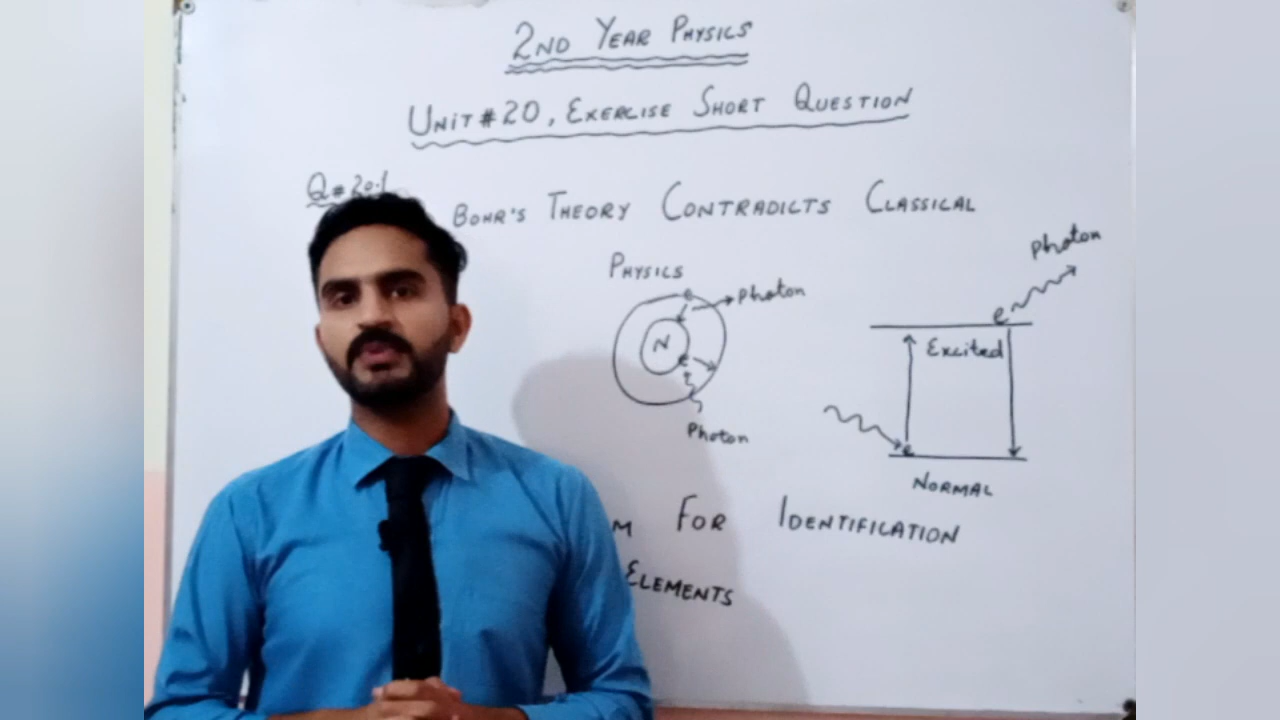 2ND YEAR PHYSICS
UNIT # 20, EXERCISE SHORT QUESTION
Q # 20.1
BOHR'S THEORY CONTRADICTS CLASSICAL
PHYSICS
Photon
e
N
e
Photon
Photon
e
Excited
e
NORMAL
M FOR IDENTIFICATION
ELEMENTS